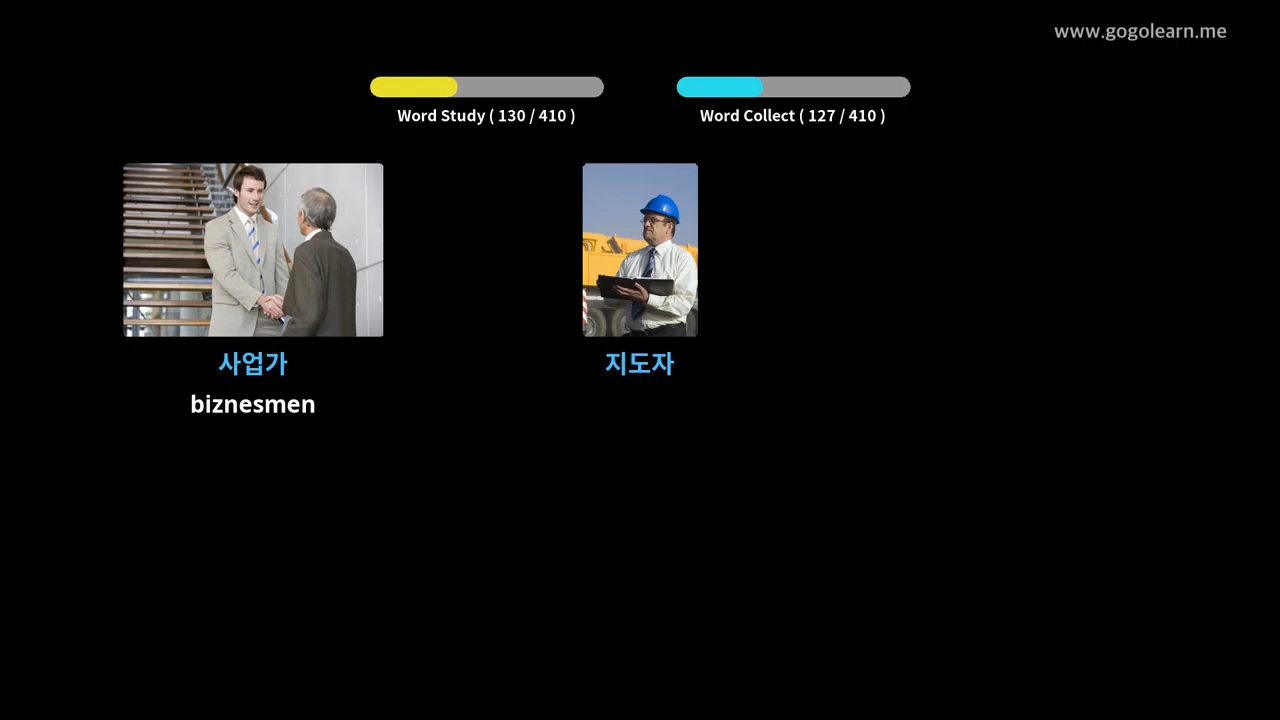 www.gogolearn.me
Word Study ( 130 / 410 )
Word Collect ( 127 / 410 )
사업가
지도자
biznesmen